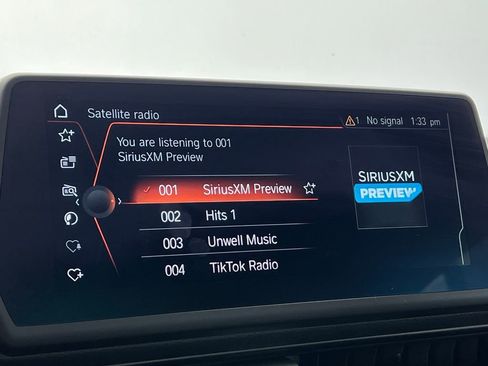 Satellite radio
1 No signal 1:33 pm
You are listening to 001
SiriusXM Preview
001 SiriusXM Preview
002 Hits 1
003 Unwell Music
004 TikTok Radio
SIRIUSXM
PREVIEW